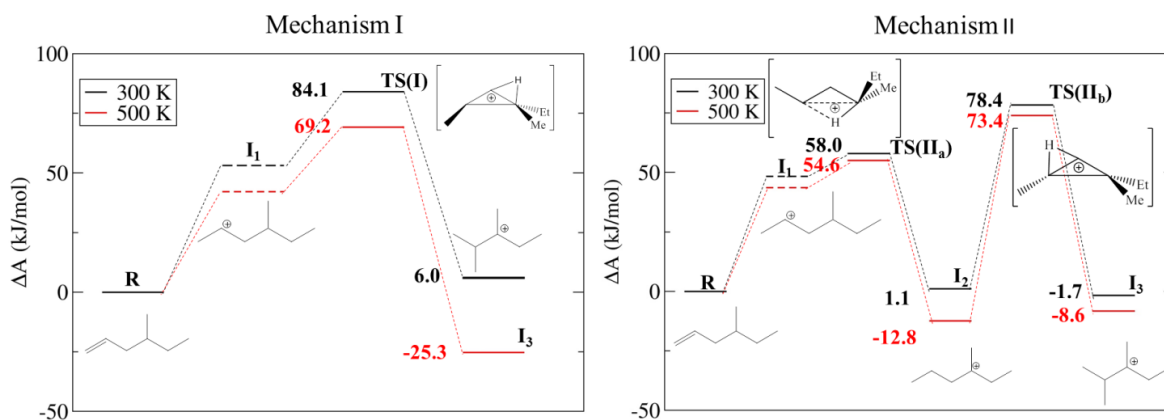 Mechanism I
100
50
0
-50
ΔA (kJ/mol)
300 K
500 K
R
I₁
84.1
69.2
TS(I)
H
⊕
Et
Me
⊕
⊕
6.0
-25.3
I₃
Mechanism II
100
50
0
-50
ΔA (kJ/mol)
300 K
500 K
R
I₁
⊕
Et
Me
H
⊕
58.0
54.6
TS(IIₐ)
1.1
-12.8
I₂
⊕
78.4
73.4
TS(II_b)
H
⊕
Et
Me
-1.7
-8.6
I₃
⊕